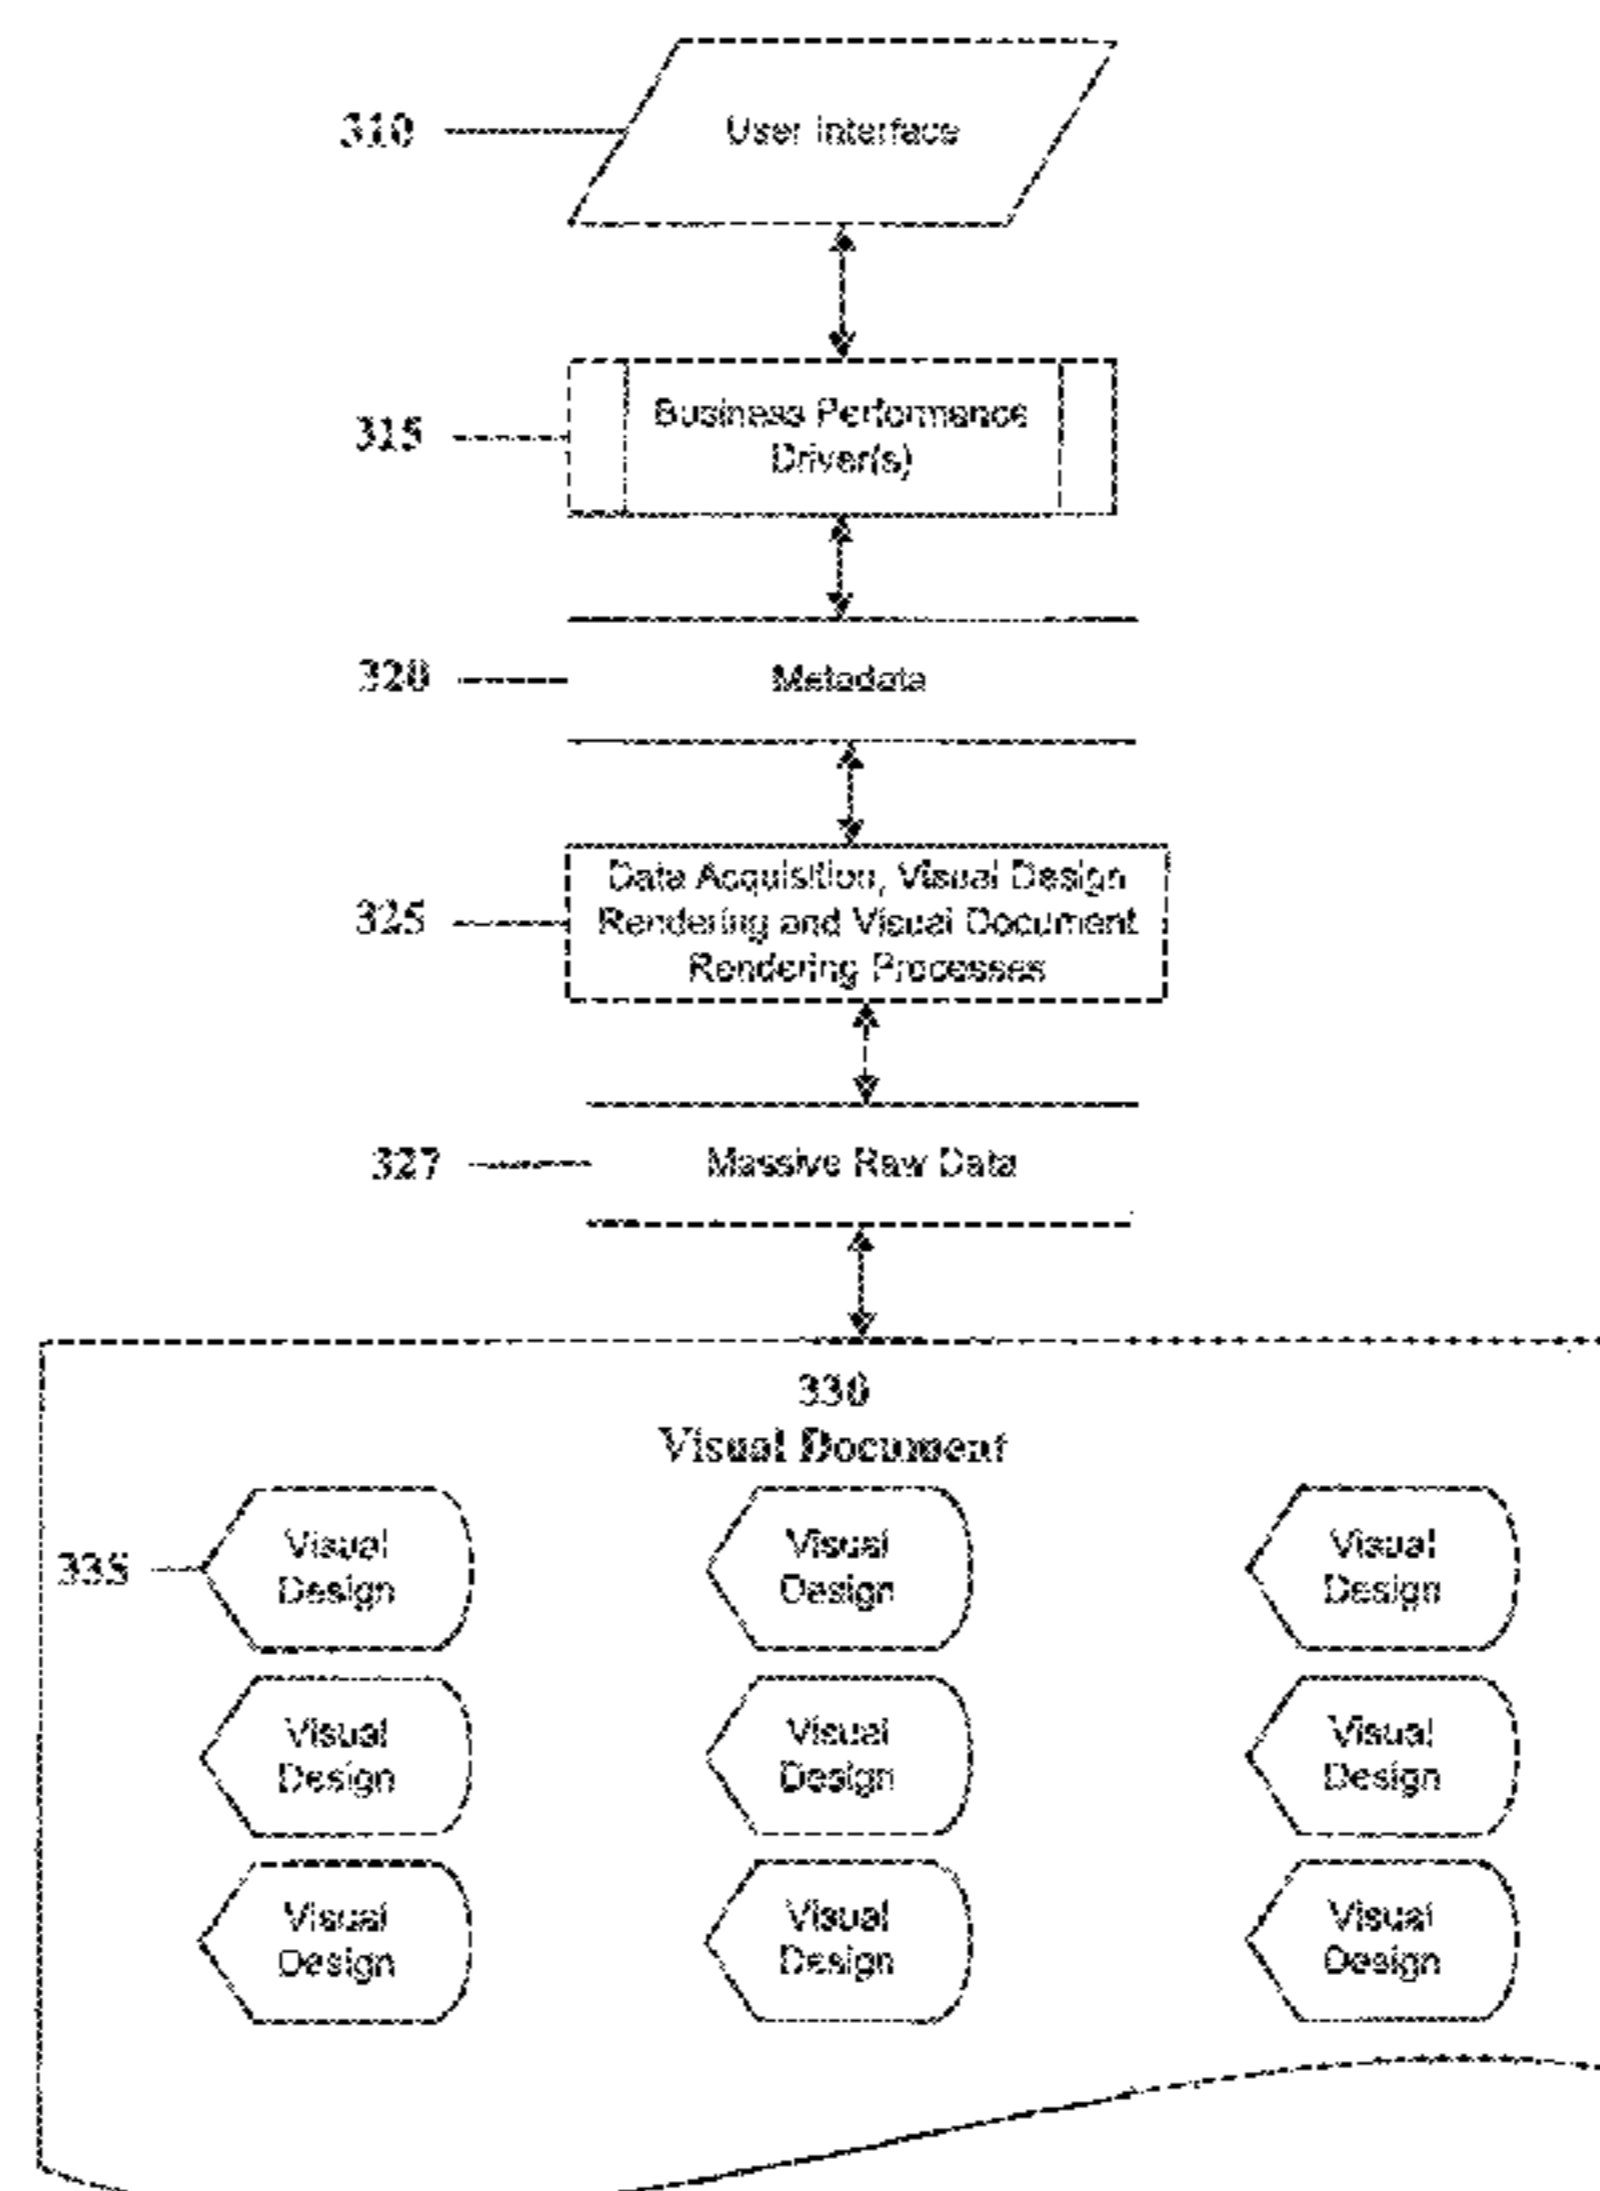 310
User Interface
315
Business Performance
Driver(s)
320
Metadata
325
Data Acquisition, Visual Design
Rendering and Visual Document
Rendering Processes
327
Massive Raw Data
330
Visual Document
335
Visual
Design
Visual
Design
Visual
Design
Visual
Design
Visual
Design
Visual
Design
Visual
Design
Visual
Design
Visual
Design